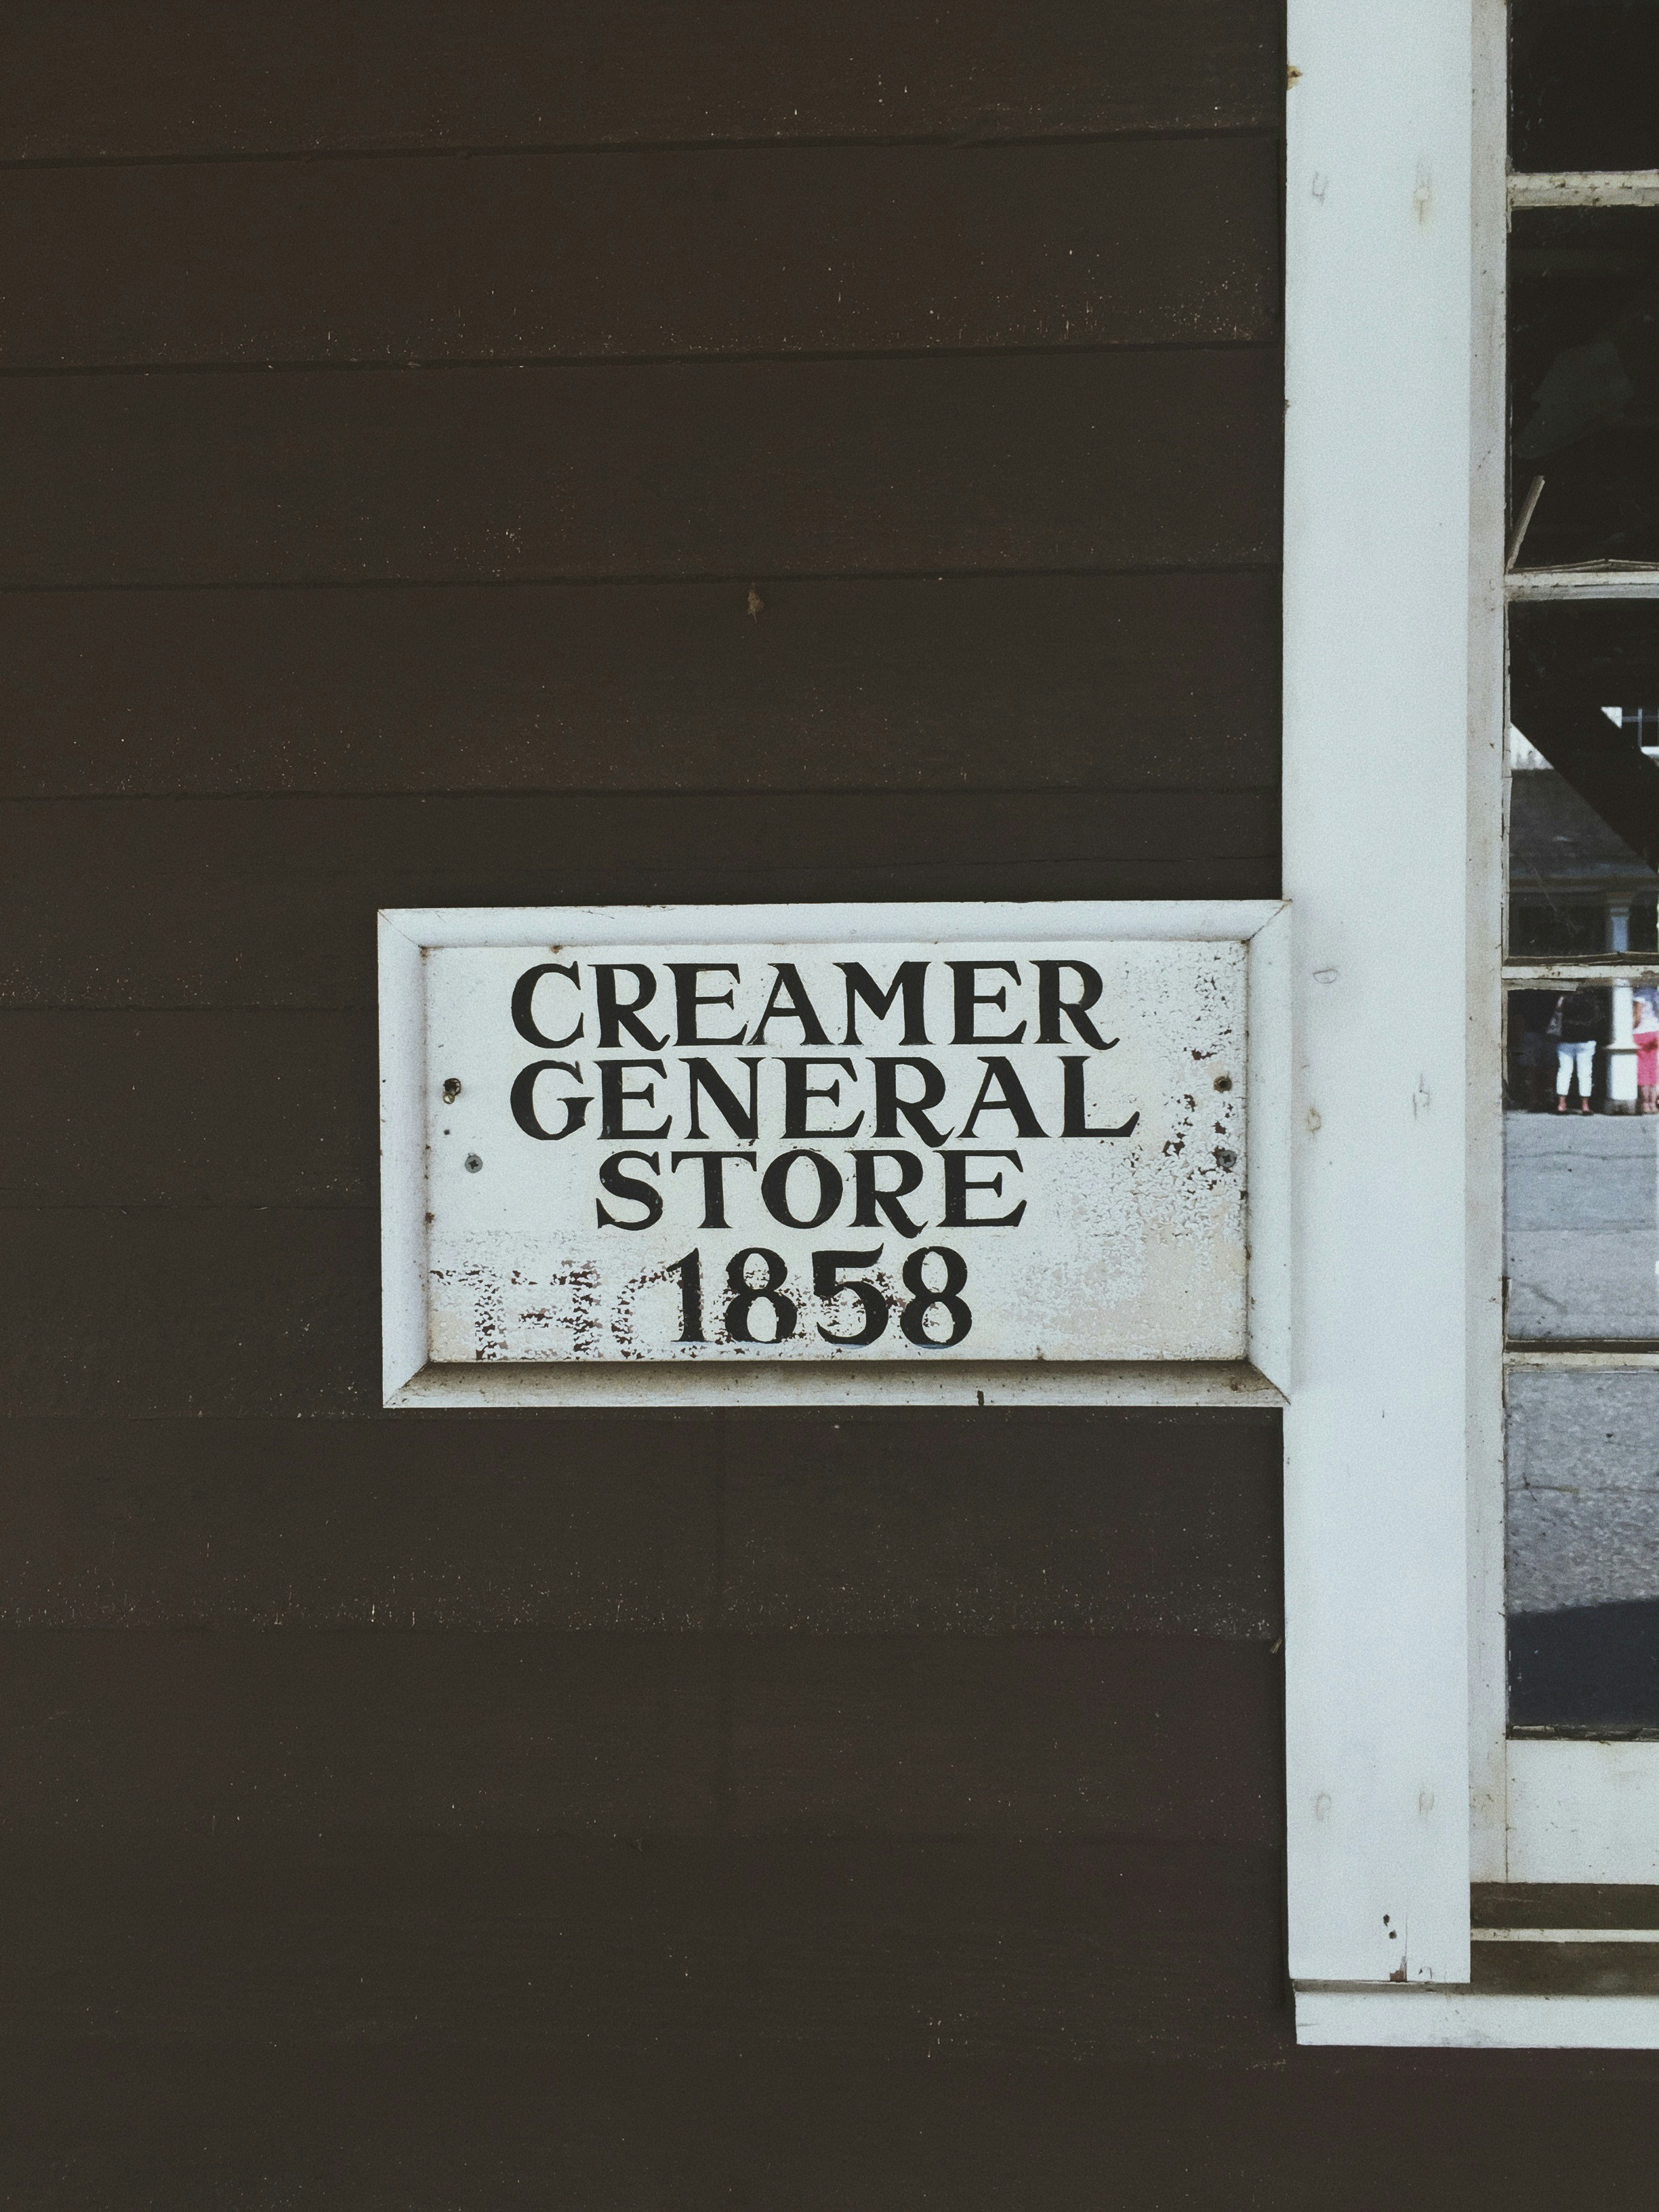 CREAMER
GENERAL
STORE
1858